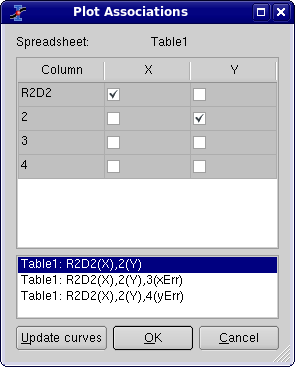 Plot Associations
Spreadsheet: Table1
Column X Y
R2D2
2
3
4
Table1: R2D2(X),2(Y)
Table1: R2D2(X),2(Y),3(xErr)
Table1: R2D2(X),2(Y),4(yErr)
Update curves OK Cancel